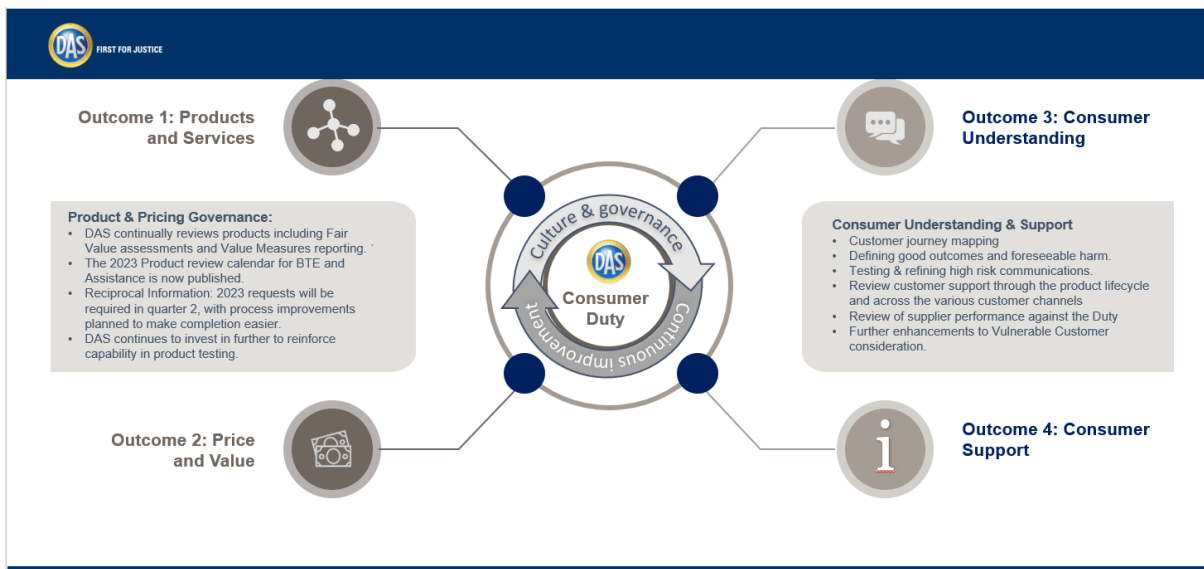 DAS
FIRST FOR JUSTICE
Outcome 1: Products
and Services
Product & Pricing Governance:
• DAS continually reviews products including Fair
Value assessments and Value Measures reporting.
• The 2023 Product review calendar for BTE and
Assistance is now published.
• Reciprocal Information: 2023 requests will be
required in quarter 2, with process improvements
planned to make completion easier.
• DAS continues to invest in further to reinforce
capability in product testing.
Outcome 2: Price
and Value
Culture & governance
DAS
Consumer
Duty
Continuous improvement
Outcome 3: Consumer
Understanding
Consumer Understanding & Support
• Customer journey mapping
• Defining good outcomes and foreseeable harm.
• Testing & refining high risk communications.
• Review customer support through the product lifecycle
and across the various customer channels
• Review of supplier performance against the Duty
• Further enhancements to Vulnerable Customer
consideration.
i
Outcome 4: Consumer
Support